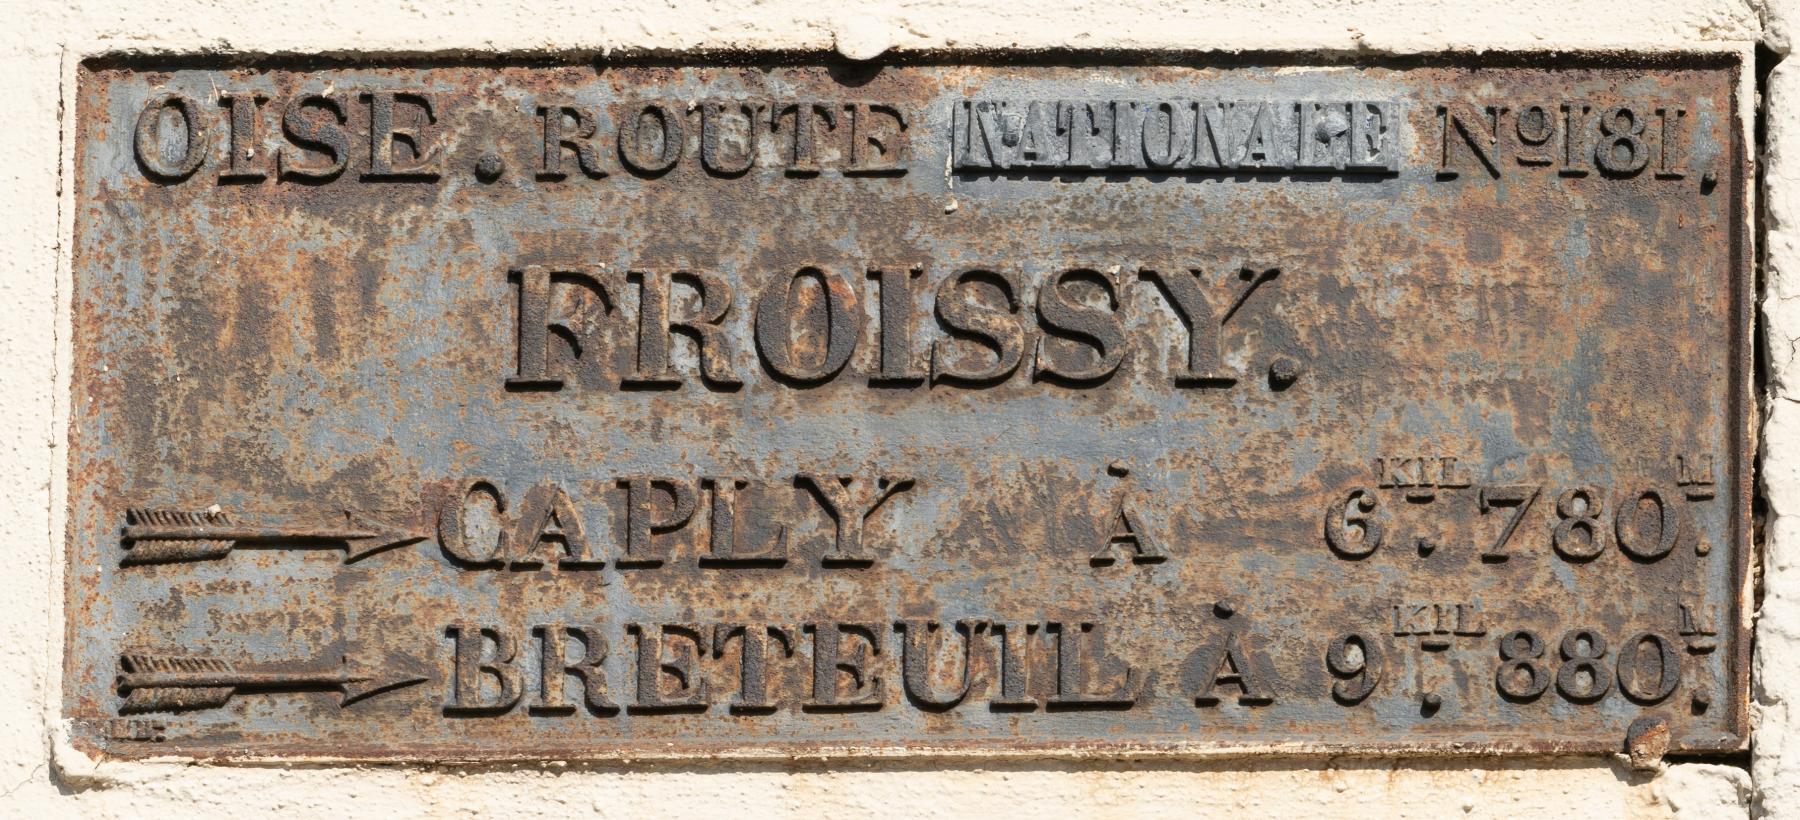 OISE. ROUTE NATIONALE Nº181.
FROISSY.
CAPLY À 6KIL.780M.
BRETEUIL À 9KIL.880M.